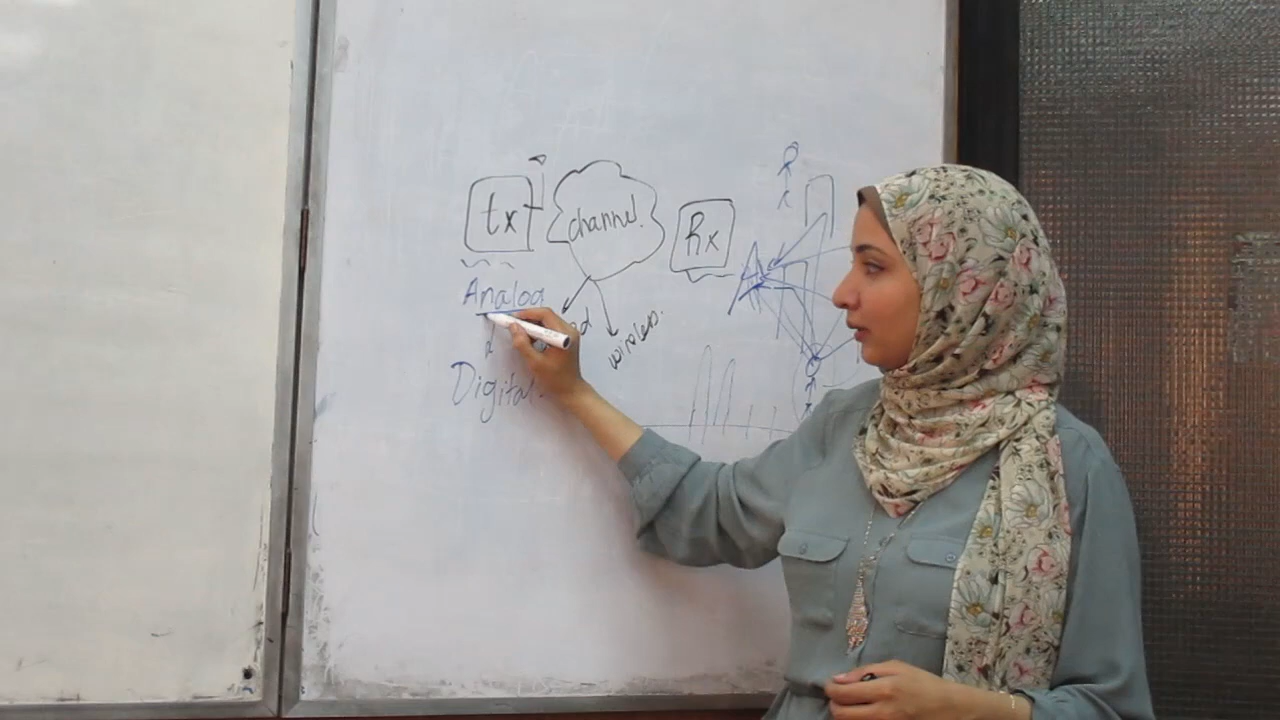 tx
channel.
Rx
Analog
wireless.
Digital.